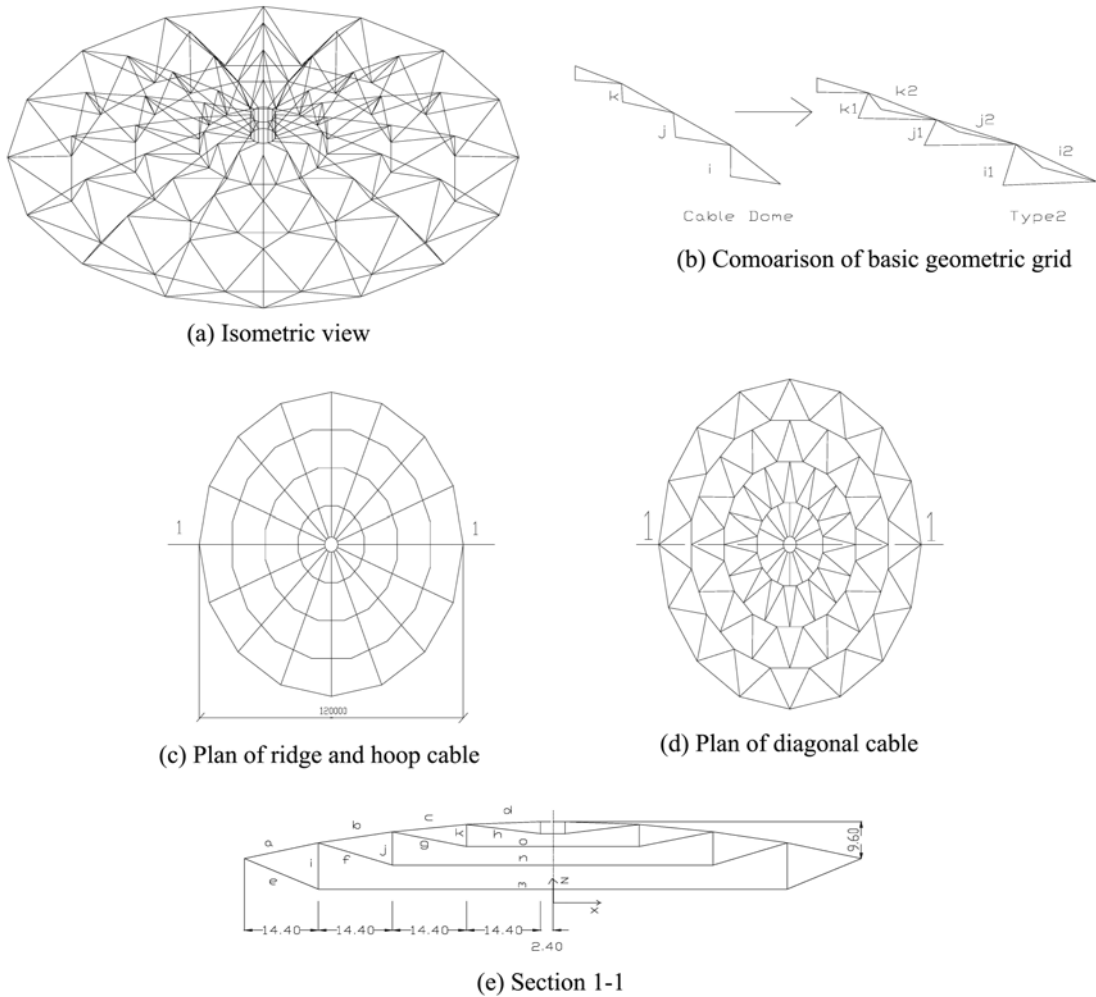 k
j
i
Cable Dome
k2
k1
j2
j1
i2
i1
Type2
(b) Comoarison of basic geometric grid
(a) Isometric view
1 1
120000
(c) Plan of ridge and hoop cable
1 1
(d) Plan of diagonal cable
a b c d
e i f j g k h o
n
m
z
x
9.60
14.40 14.40 14.40 14.40
2.40
(e) Section 1-1